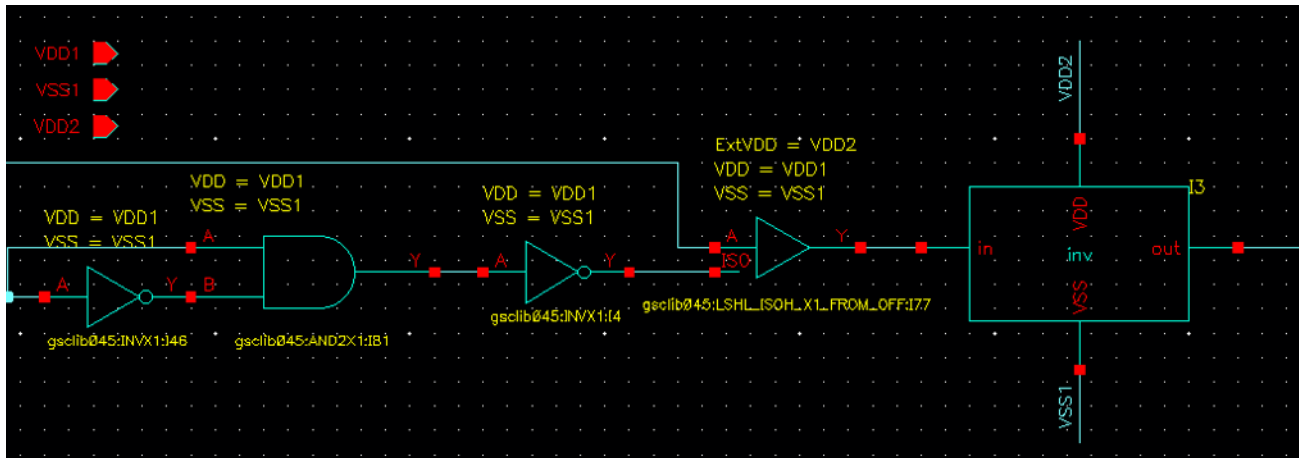 VDD1
VSS1
VDD2
VDD2
ExtVDD = VDD2
VDD = VDD1
VSS = VSS1
VDD = VDD1
VSS = VSS1
VDD = VDD1
VSS = VSS1
VDD = VDD1
VSS = VSS1
I3
A
Y
A
Y
B
A
Y
A
ISO
Y
in
VDD
inv
VSS
out
gsclib045:INVX1:I46
gsclib045:AND2X1:I81
gsclib045:INVX1:I4
gsclib045:LSHL_ISOH_X1_FROM_OFF:I77
VSS1